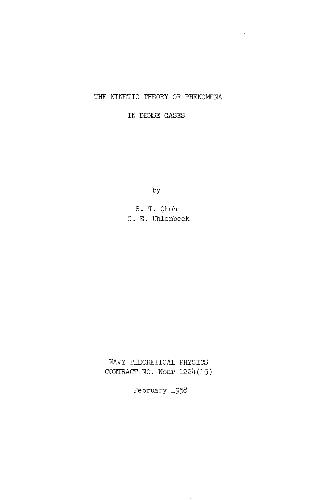 THE KINETIC THEORY OF PHENOMENA
IN DENSE GASES
by
S. T. Choh
G. E. Uhlenbeck
NAVY THEORETICAL PHYSICS
CONTRACT NO. Nonr 1224(15)
February 1958